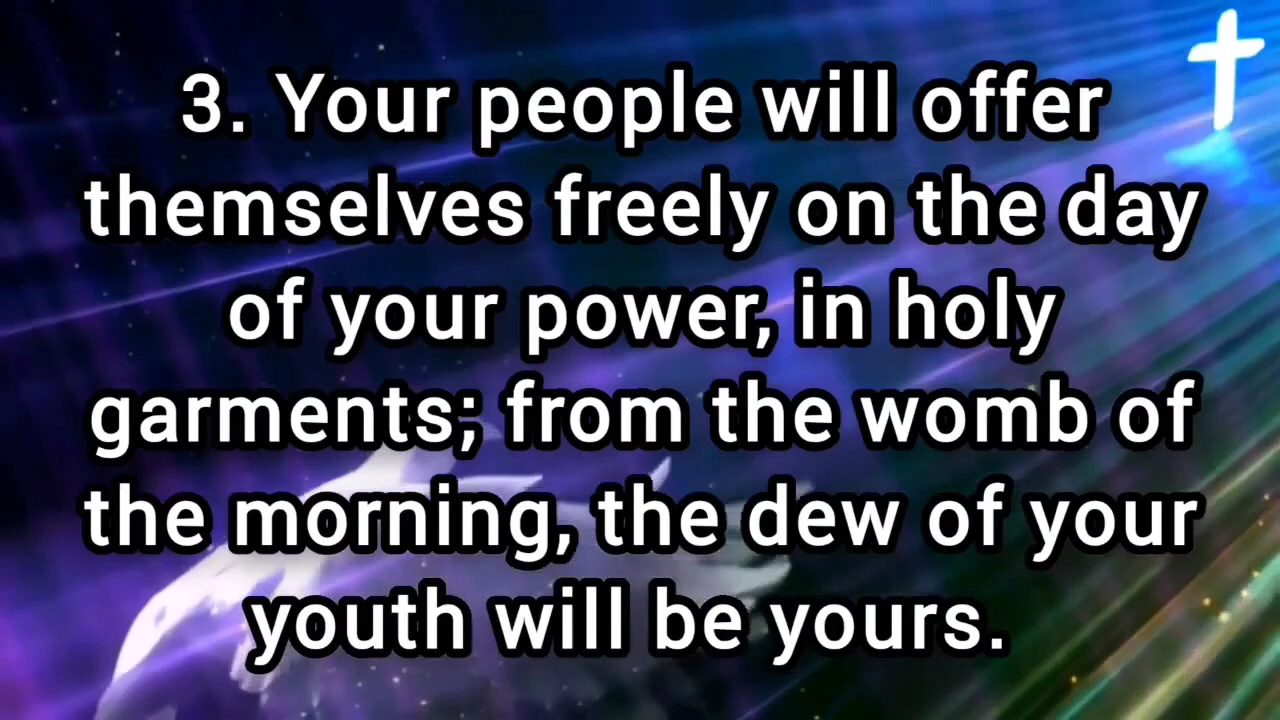 3. Your people will offer
themselves freely on the day
of your power, in holy
garments; from the womb of
the morning, the dew of your
youth will be yours.